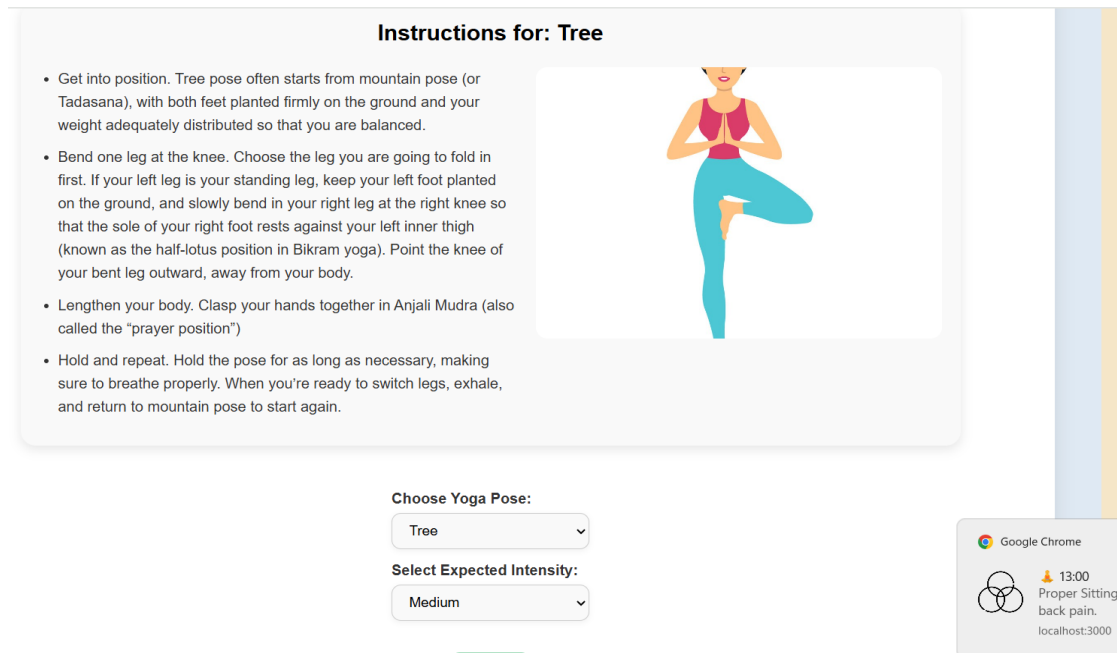 Instructions for: Tree
Get into position. Tree pose often starts from mountain pose (or
Tadasana), with both feet planted firmly on the ground and your
weight adequately distributed so that you are balanced.
Bend one leg at the knee. Choose the leg you are going to fold in
first. If your left leg is your standing leg, keep your left foot planted
on the ground, and slowly bend in your right leg at the right knee so
that the sole of your right foot rests against your left inner thigh
(known as the half-lotus position in Bikram yoga). Point the knee of
your bent leg outward, away from your body.
Lengthen your body. Clasp your hands together in Anjali Mudra (also
called the “prayer position”)
Hold and repeat. Hold the pose for as long as necessary, making
sure to breathe properly. When you're ready to switch legs, exhale,
and return to mountain pose to start again.
Choose Yoga Pose:
Tree
Select Expected Intensity:
Medium
Google Chrome
13:00
Proper Sitting
back pain.
localhost:3000